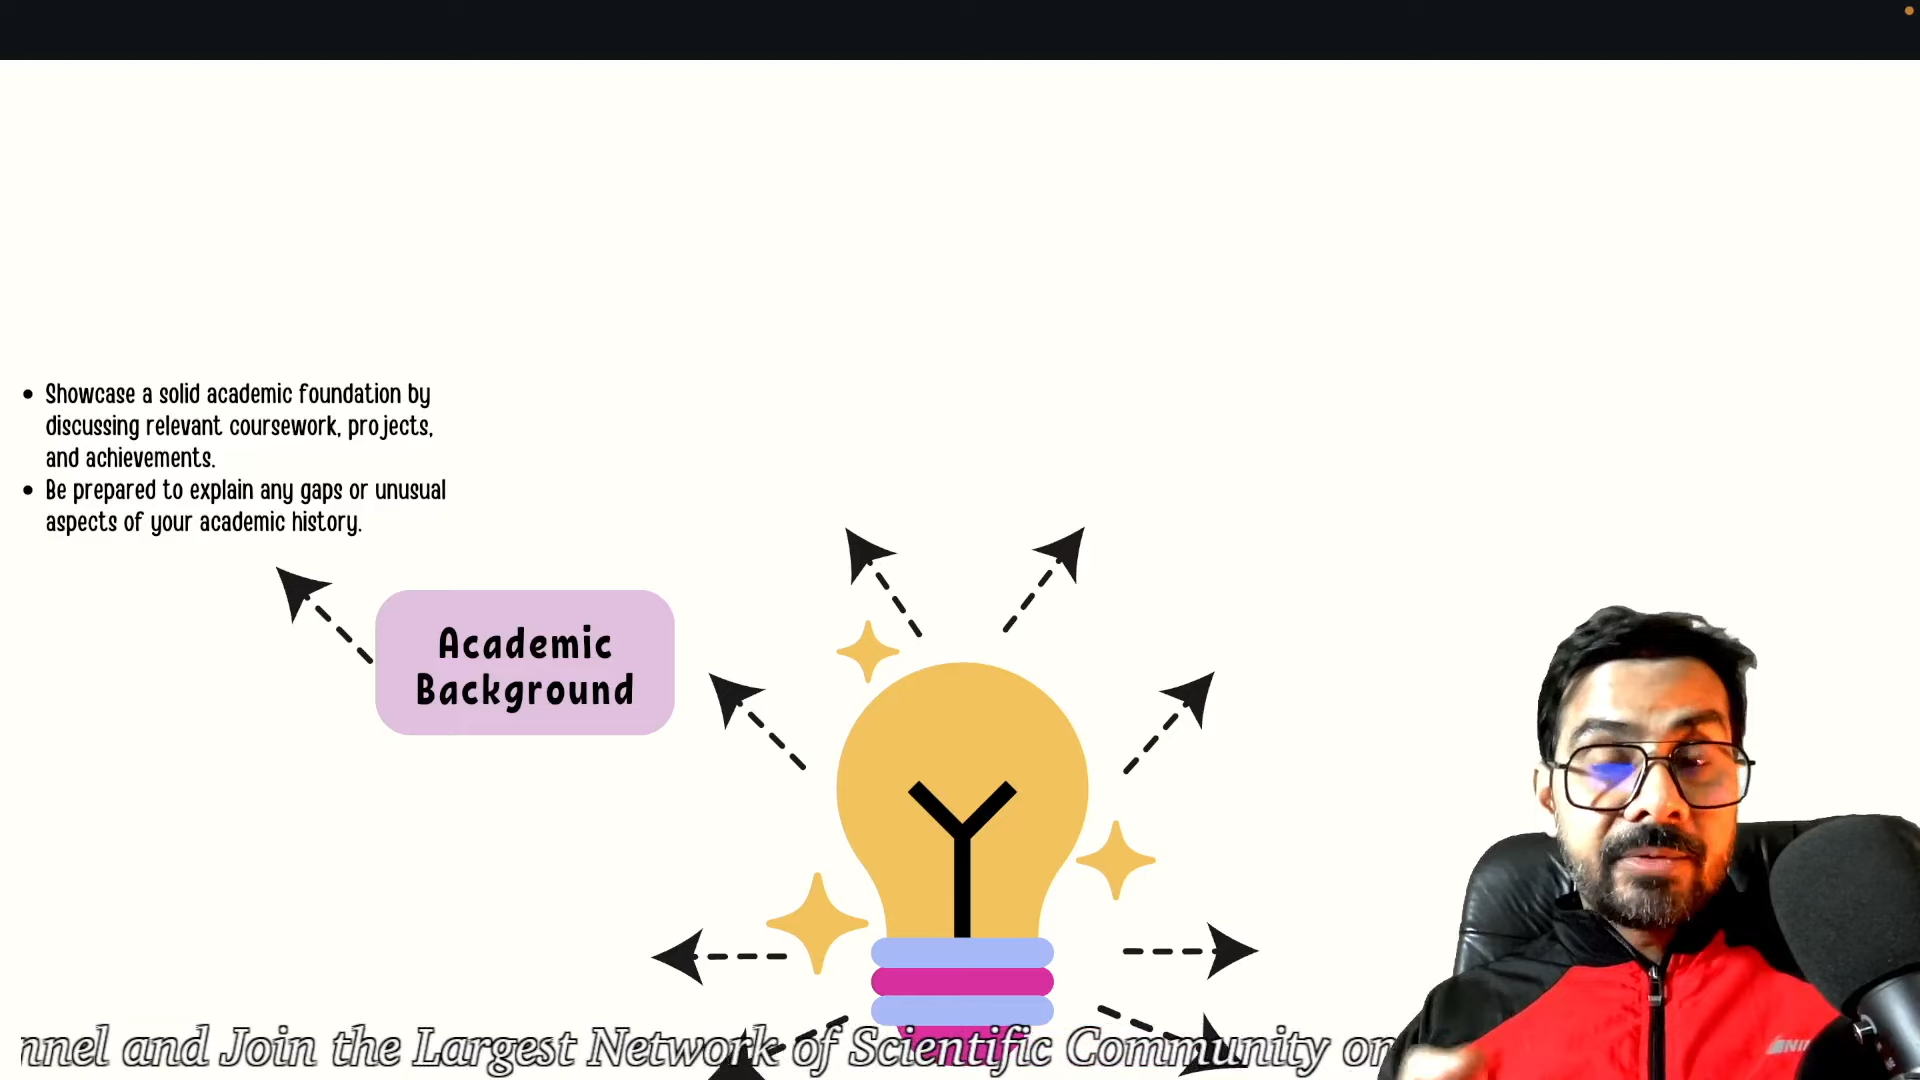 • Showcase a solid academic foundation by
discussing relevant coursework, projects,
and achievements.
• Be prepared to explain any gaps or unusual
aspects of your academic history.
Academic
Background
nnel and Join the Largest Network of Scientific Community on